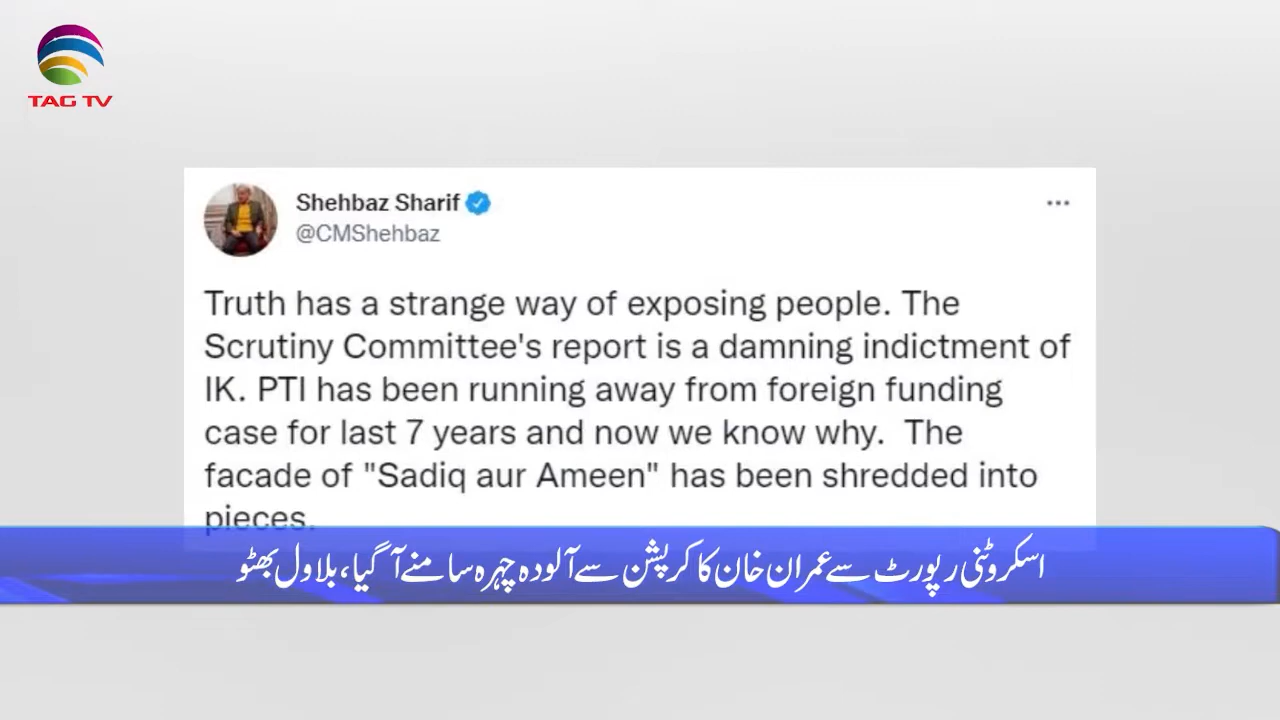 TAG TV
Shehbaz Sharif
@CMShehbaz
Truth has a strange way of exposing people. The
Scrutiny Committee's report is a damning indictment of
IK. PTI has been running away from foreign funding
case for last 7 years and now we know why. The
facade of "Sadiq aur Ameen" has been shredded into
pieces.
اسکروٹنی رپورٹ سے عمران خان کا کرپشن سے آلودہ چہرہ سامنے آگیا، بلاول بھٹو